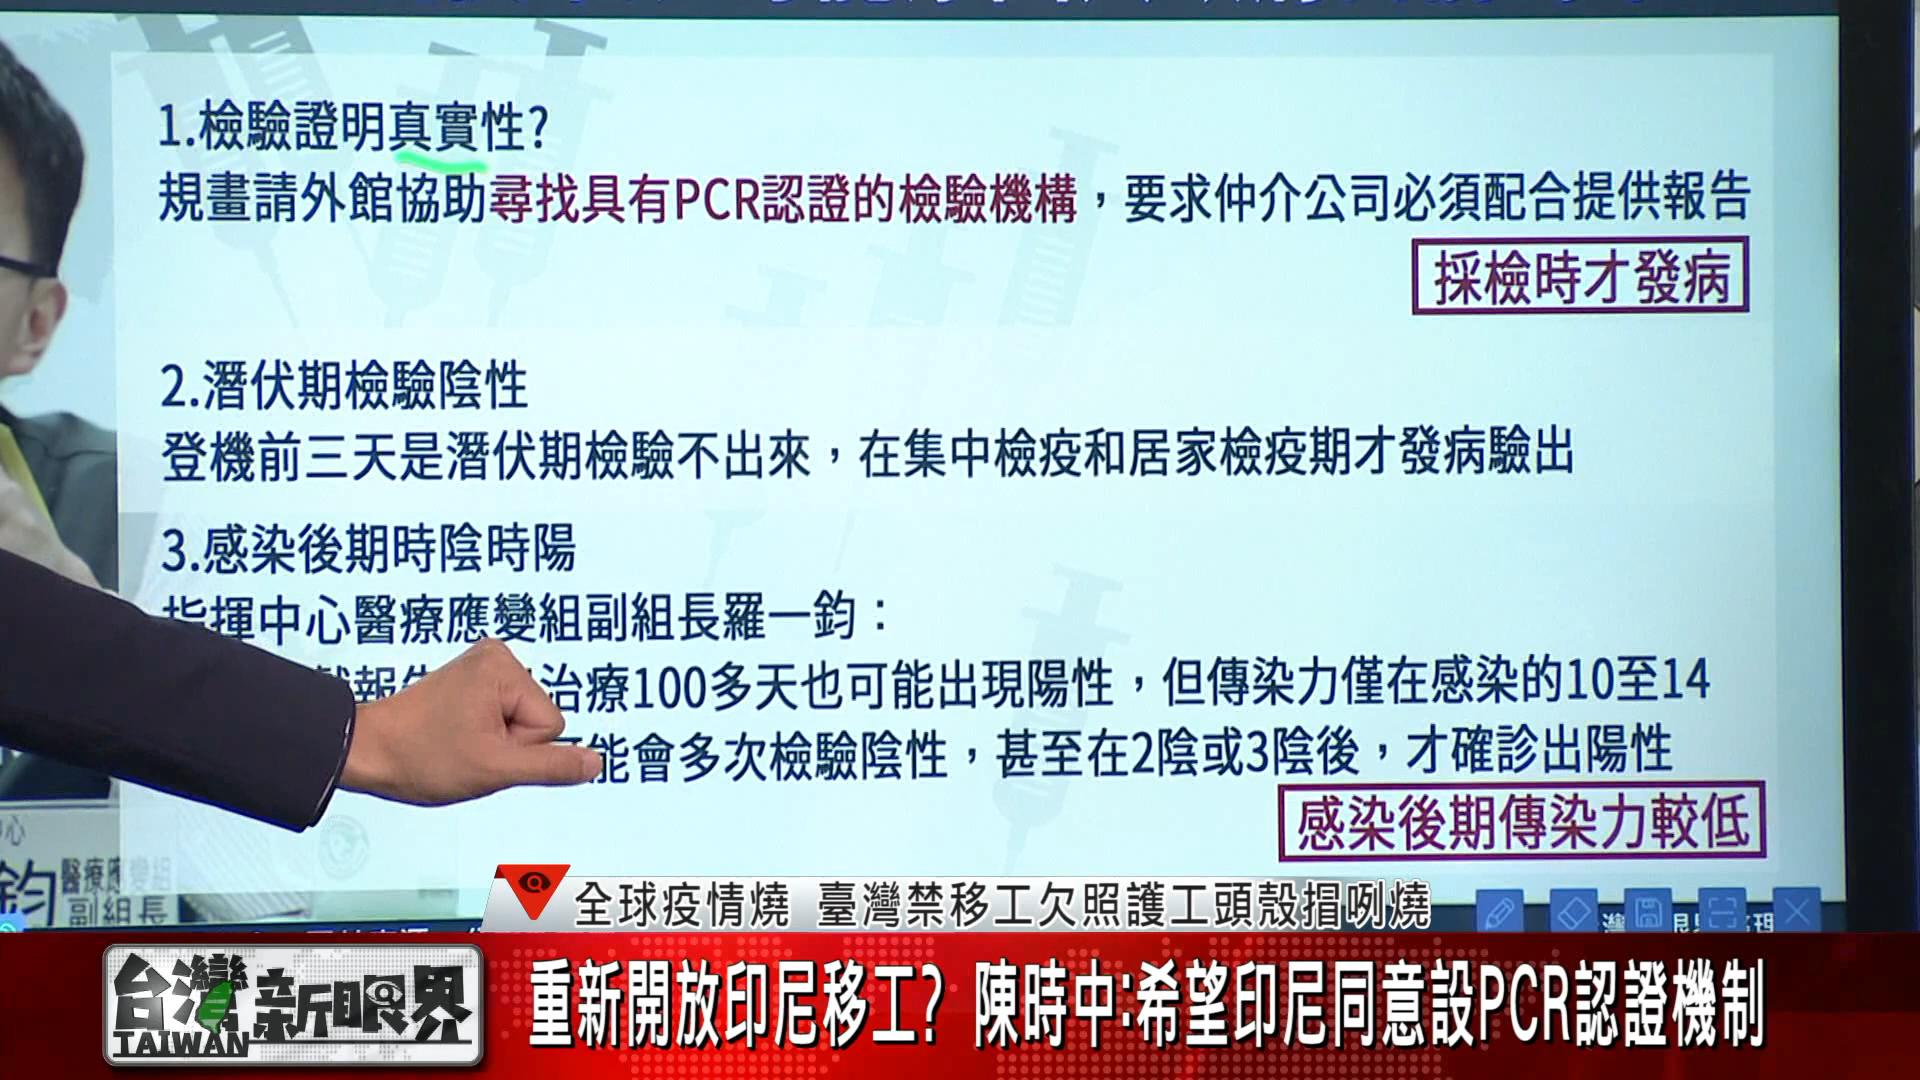 1.檢驗證明真實性?
規畫請外館協助尋找具有PCR認證的檢驗機構，要求仲介公司必須配合提供報告
採檢時才發病
2.潛伏期檢驗陰性
登機前三天是潛伏期檢驗不出來，在集中檢疫和居家檢疫期才發病驗出
3.感染後期時陰時陽
指揮中心醫療應變組副組長羅一鈞：
治療100多天也可能出現陽性，但傳染力僅在感染的10至14
能會多次檢驗陰性，甚至在2陰或3陰後，才確診出陽性
感染後期傳染力較低
鈞
醫療應變組
副組長
全球疫情燒 臺灣禁移工欠照護工頭殼揞咧燒
台灣新眼界
TAIWAN
重新開放印尼移工? 陳時中:希望印尼同意設PCR認證機制